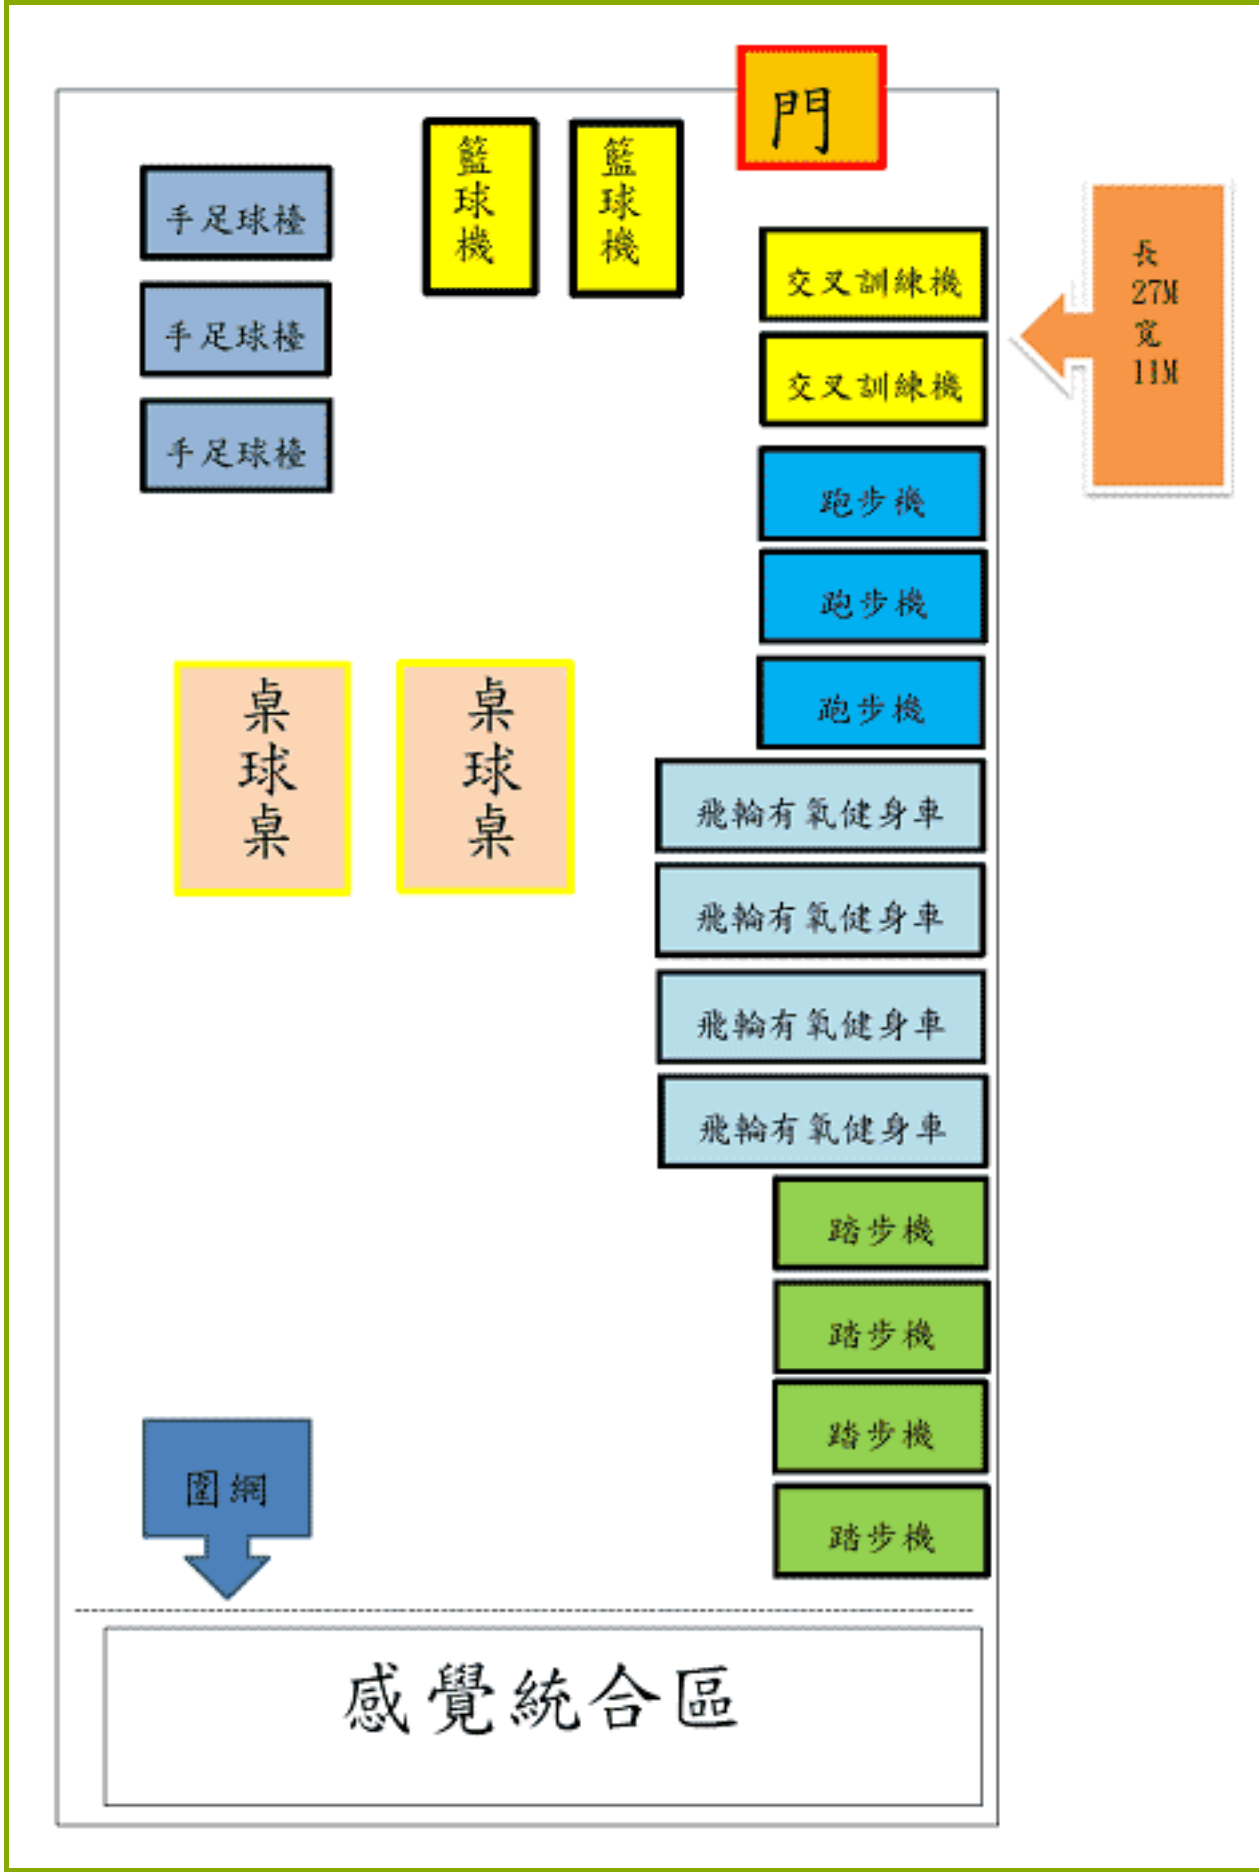 門
籃球機
籃球機
手足球檯
手足球檯
手足球檯
交叉訓練機
交叉訓練機
長
27M
寬
11M
跑步機
跑步機
跑步機
桌球桌
桌球桌
飛輪有氧健身車
飛輪有氧健身車
飛輪有氧健身車
飛輪有氧健身車
踏步機
踏步機
踏步機
踏步機
圍網
感覺統合區